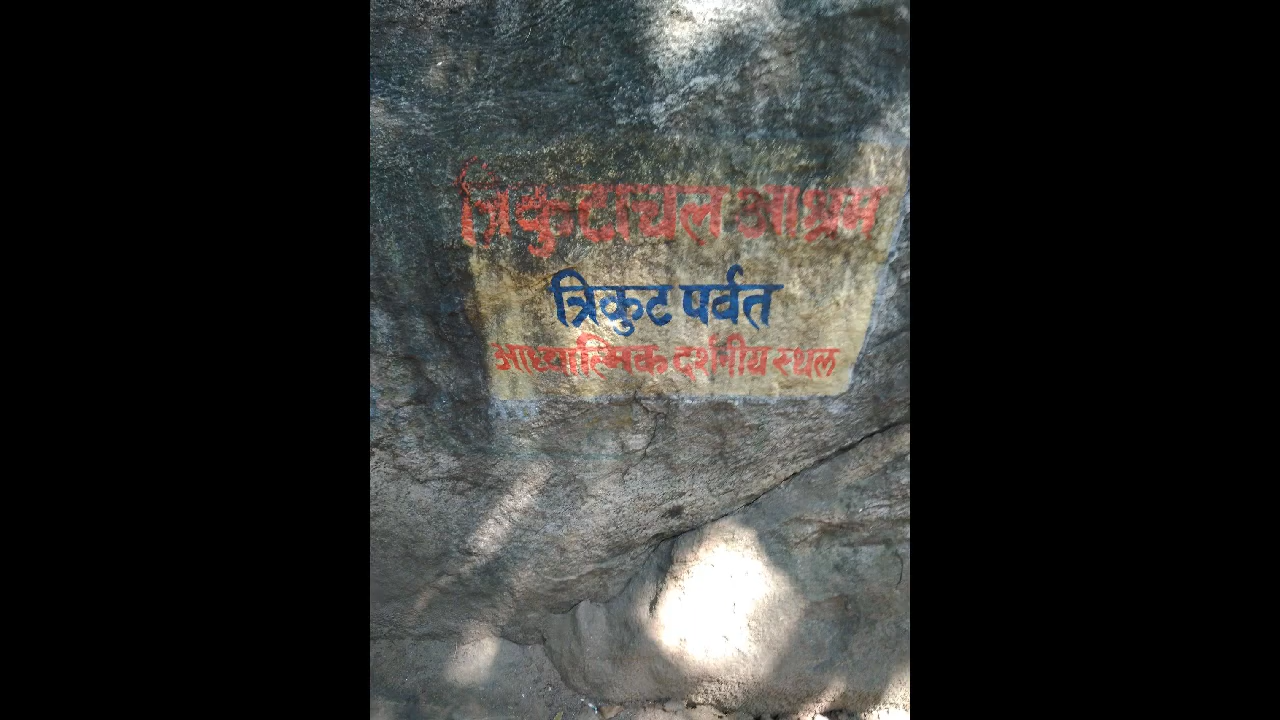 त्रिकुटाचल आश्रम
त्रिकुट पर्वत
आध्यात्मिक दर्शनीय स्थल